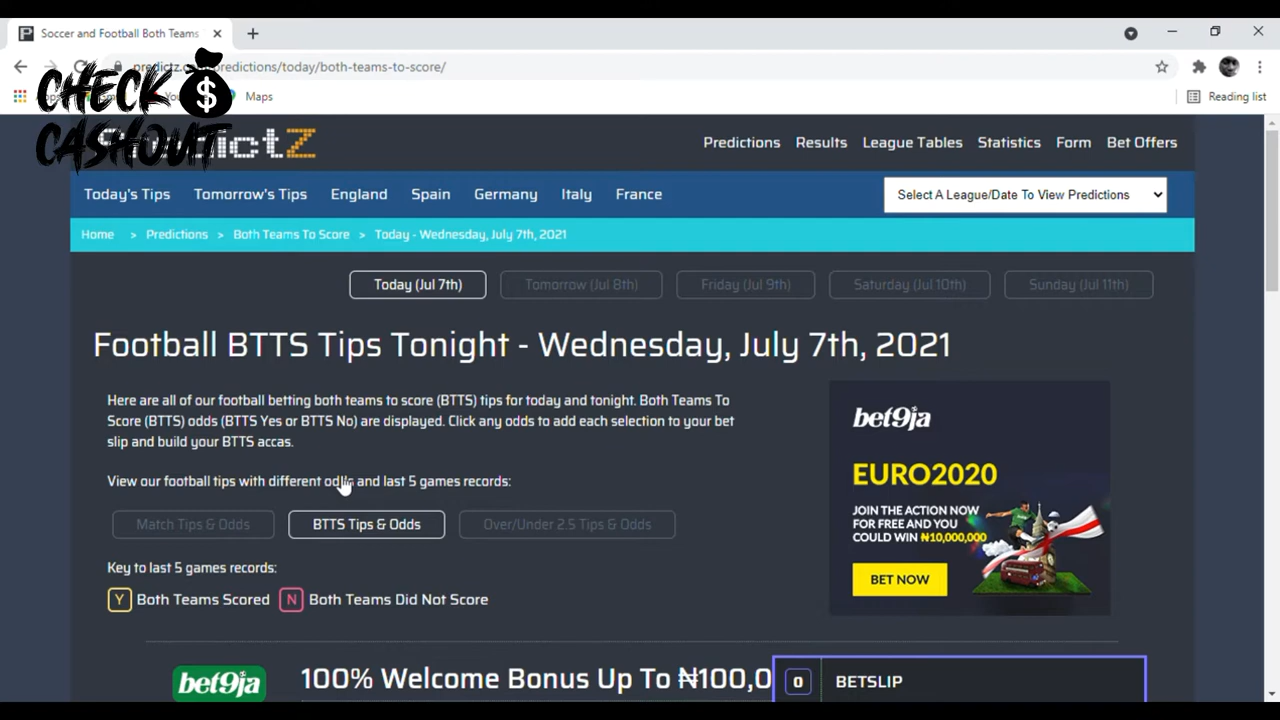 Soccer and Football Both Teams
predictz.com/predictions/today/both-teams-to-score/
Maps
Reading list
CHECK
CASHOUT
Predictions Results League Tables Statistics Form Bet Offers
Today's Tips Tomorrow's Tips England Spain Germany Italy France
Select A League/Date To View Predictions
Home > Predictions > Both Teams To Score > Today - Wednesday, July 7th, 2021
Today (Jul 7th) Tomorrow (Jul 8th) Friday (Jul 9th) Saturday (Jul 10th) Sunday (Jul 11th)
Football BTTS Tips Tonight - Wednesday, July 7th, 2021
Here are all of our football betting both teams to score (BTTS) tips for today and tonight. Both Teams To
Score (BTTS) odds (BTTS Yes or BTTS No) are displayed. Click any odds to add each selection to your bet
slip and build your BTTS accas.
View our football tips with different odds and last 5 games records:
Match Tips & Odds BTTS Tips & Odds Over/Under 2.5 Tips & Odds
Key to last 5 games records:
Y Both Teams Scored N Both Teams Did Not Score
bet9ja
EURO2020
JOIN THE ACTION NOW
FOR FREE AND YOU
COULD WIN ₦10,000,000
BET NOW
bet9ja
100% Welcome Bonus Up To ₦100,0
0 BETSLIP